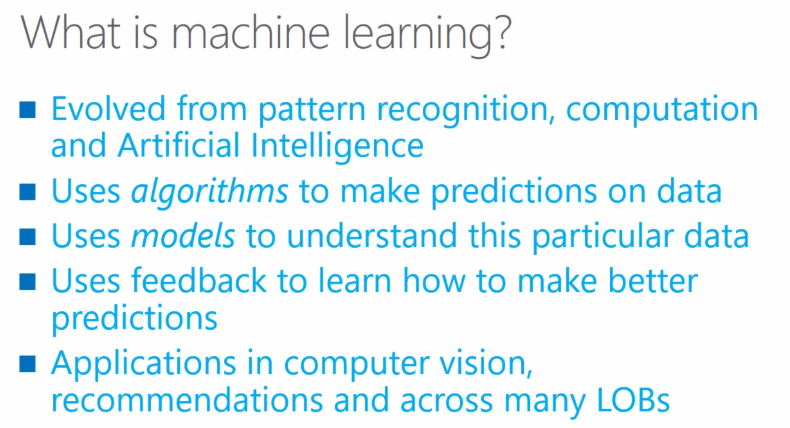 What is machine learning?
Evolved from pattern recognition, computation
and Artificial Intelligence
Uses algorithms to make predictions on data
Uses models to understand this particular data
Uses feedback to learn how to make better
predictions
Applications in computer vision,
recommendations and across many LOBs